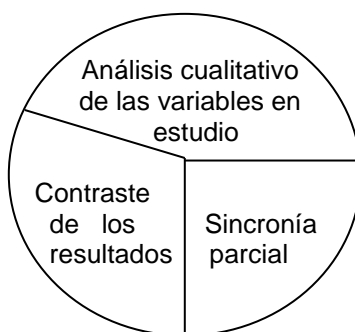 Análisis cualitativo
de las variables en
estudio
Contraste
de los
resultados
Sincronía
parcial